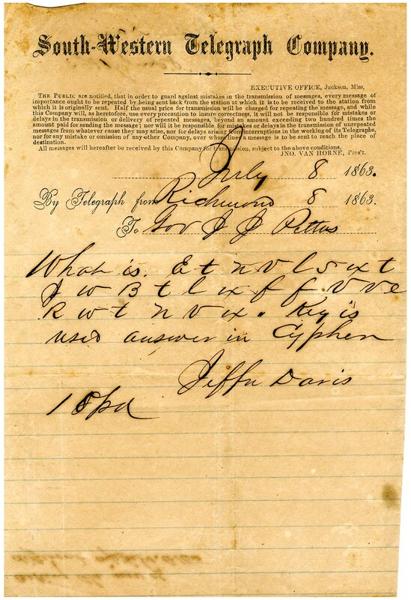 South-Western Telegraph Company.
EXECUTIVE OFFICE, Jackson, Miss.
THE PUBLIC are notified, that in order to guard against mistakes in the transmission of messages, every message of
importance ought to be repeated by being sent back from the station at which it is to be received to the station from
which it is originally sent. Half the usual price for transmission will be charged for repeating the message, and while
this Company will, as heretofore, use every precaution to insure correctness, it will not be responsible for mistakes or
delays in the transmission or delivery of repeated messages, beyond an amount exceeding two hundred times the
amount paid for sending the message; nor will it be responsible for mistakes or delays in the transmission of unrepeated
messages from whatever cause they may arise, nor for delays arising from interruptions in the working of its Telegraphs,
nor for any mistake or omission of any other Company, over whose lines a message is to be sent to reach the place of
destination.
All messages will hereafter be received by this Company for transmission, subject to the above conditions.
JNO. VAN HORNE, Pres't.
July 8 1863.
By Telegraph from Richmond 8 1863.
To Gov J J Pettus
What is. E t n v l s x t
J w B t l x f f v v e
R w t n v x. Key is
used answer in Cypher
Jeffn Davis
18 pd